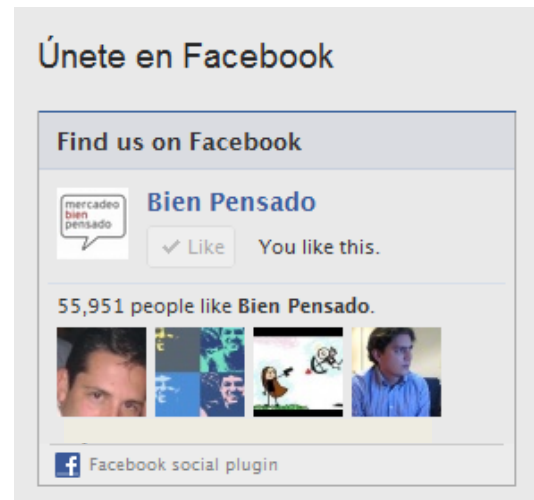 Únete en Facebook
Find us on Facebook
mercadeo
bien
pensado
Bien Pensado
Like
You like this.
55,951 people like Bien Pensado.
Facebook social plugin